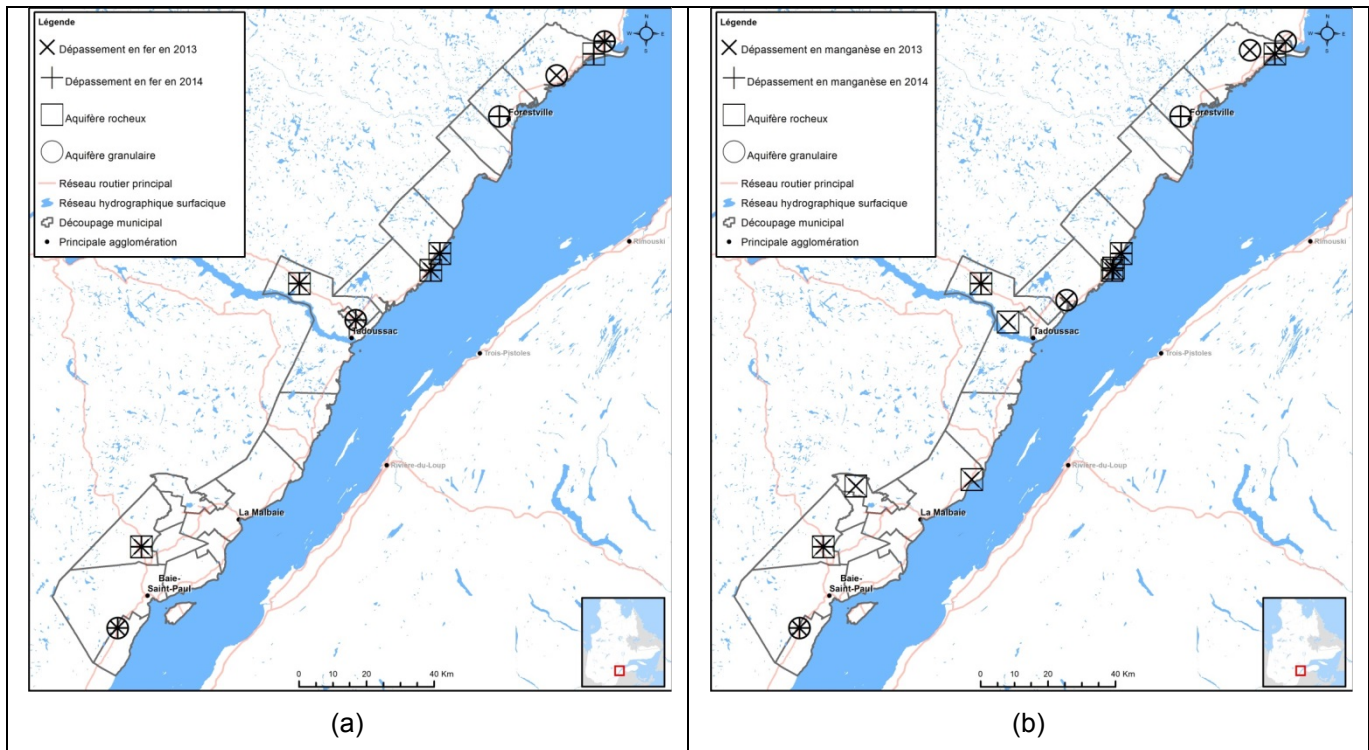 Légende
Dépassement en fer en 2013
Dépassement en fer en 2014
Aquifère rocheux
Aquifère granulaire
Réseau routier principal
Réseau hydrographique surfacique
Découpage municipal
Principale agglomération
N
W E
S
Forestville
Rimouski
Tadoussac
Trois-Pistoles
Rivière-du-Loup
La Malbaie
Baie-
Saint-Paul
0 10 20 40 Km
(a)
Légende
Dépassement en manganèse en 2013
Dépassement en manganèse en 2014
Aquifère rocheux
Aquifère granulaire
Réseau routier principal
Réseau hydrographique surfacique
Découpage municipal
Principale agglomération
N
W E
S
Forestville
Rimouski
Tadoussac
Trois-Pistoles
Rivière-du-Loup
La Malbaie
Baie-
Saint-Paul
0 10 20 40 Km
(b)